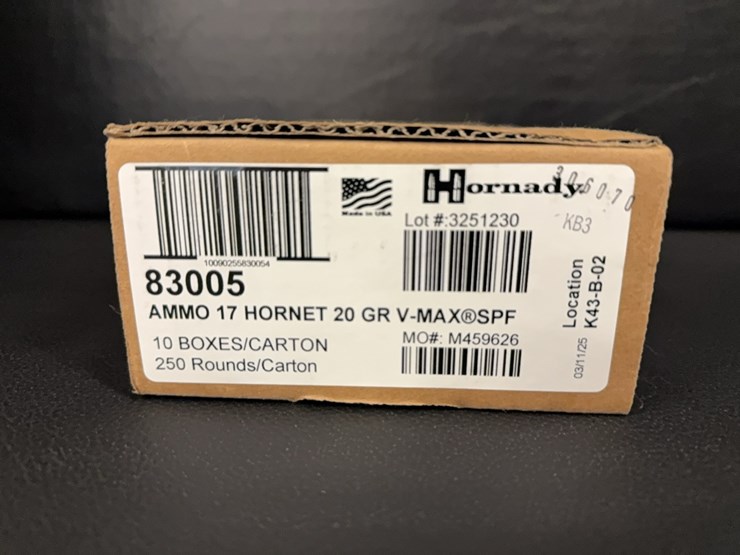 Hornady
306070
Made in USA
Lot #:3251230
KB3
10090255830054
83005
AMMO 17 HORNET 20 GR V-MAX®SPF
10 BOXES/CARTON
250 Rounds/Carton
MO#: M459626
Location
K43-B-02
03/11/25